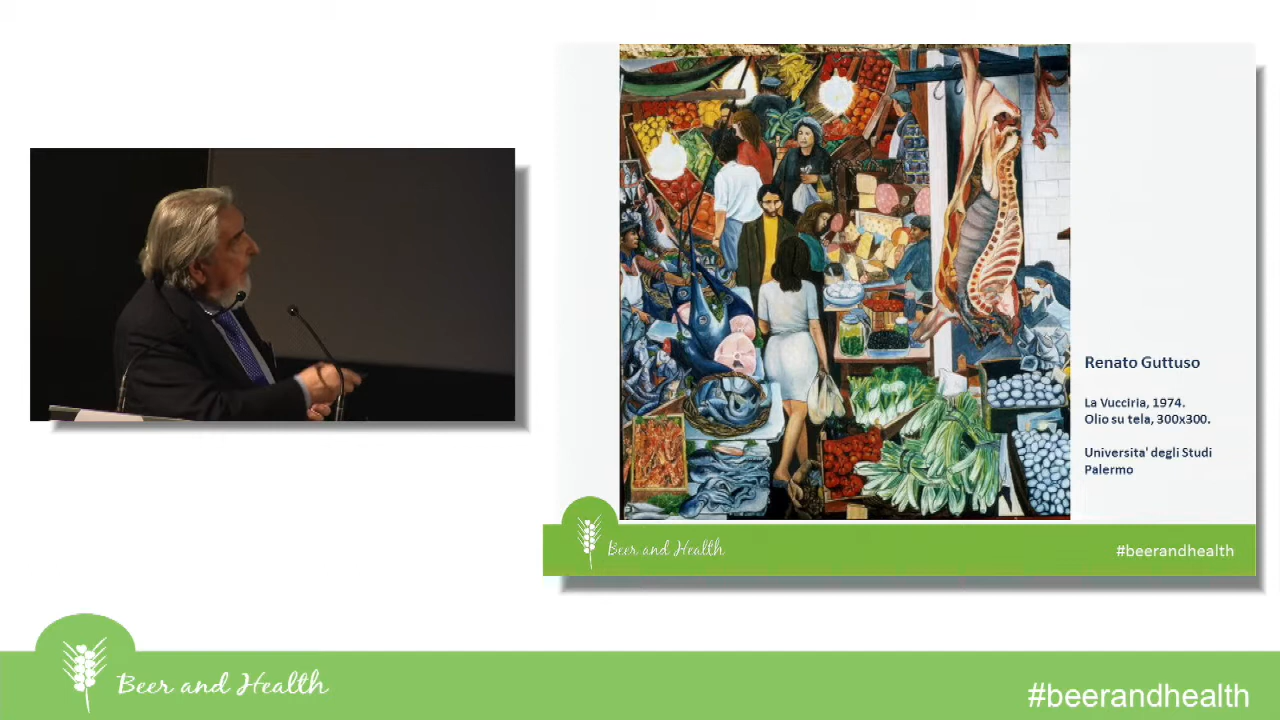 Renato Guttuso
La Vucciria, 1974.
Olio su tela, 300x300.
Universita' degli Studi
Palermo
Beer and Health
#beerandhealth
Beer and Health
#beerandhealth